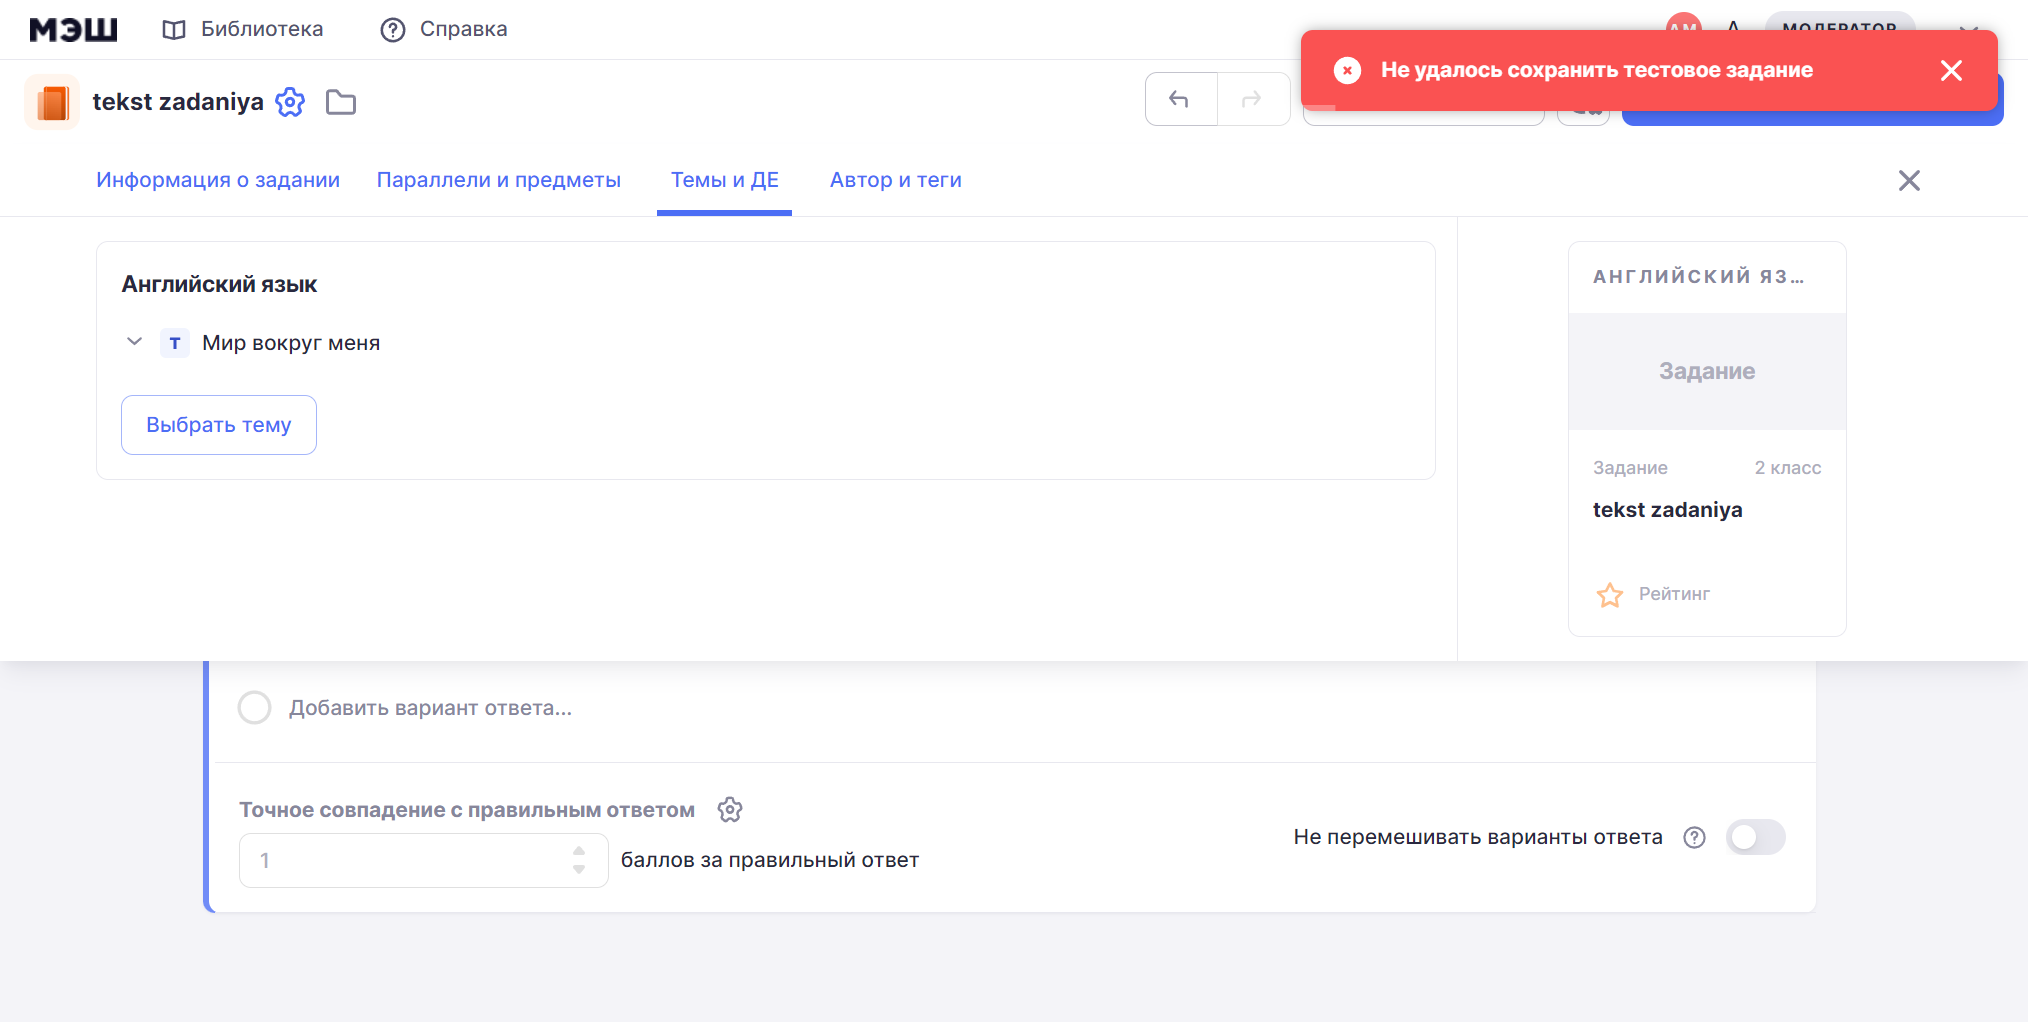 МЭШ
Библиотека
Справка
Не удалось сохранить тестовое задание
tekst zadaniya
Информация о задании
Параллели и предметы
Темы и ДЕ
Автор и теги
Английский язык
Т Мир вокруг меня
Выбрать тему
АНГЛИЙСКИЙ ЯЗ...
Задание
Задание
2 класс
tekst zadaniya
Рейтинг
Добавить вариант ответа...
Точное совпадение с правильным ответом
1
баллов за правильный ответ
Не перемешивать варианты ответа